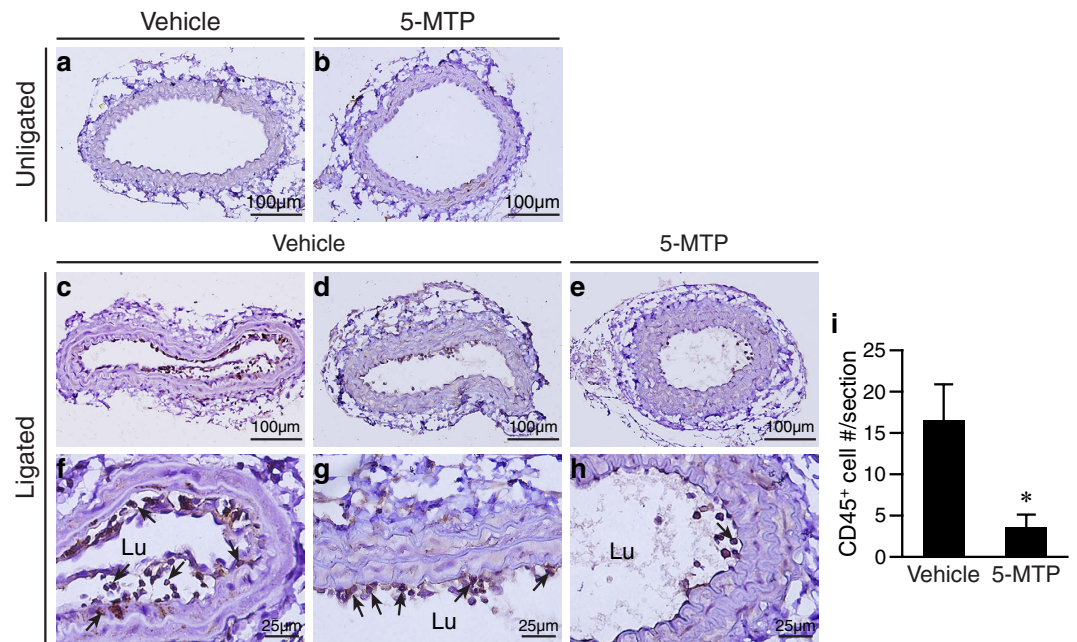 Vehicle 5-MTP
Unligated
a b
100µm 100µm
Vehicle 5-MTP
Ligated
c d e
100µm 100µm 100µm
f g h
Lu Lu Lu
25µm 25µm 25µm
i
CD45⁺ cell #/section
25
20
15
10
5
0
*
Vehicle 5-MTP